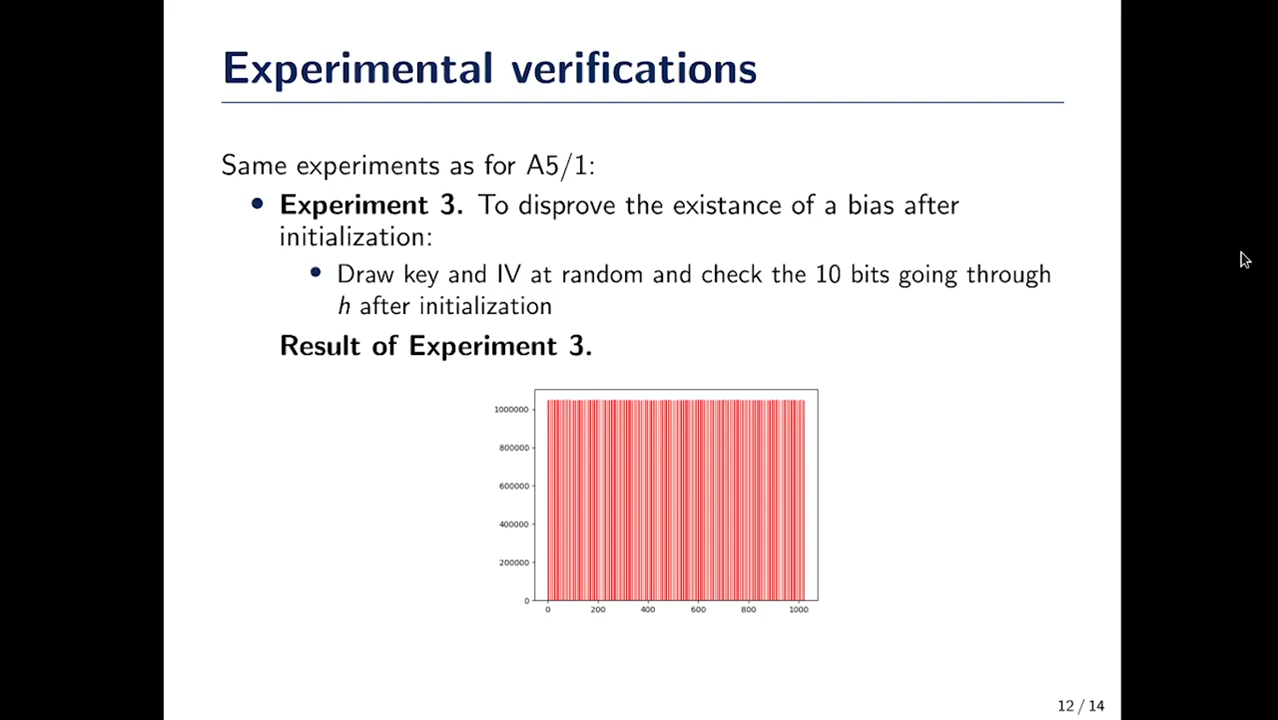 Experimental verifications
Same experiments as for A5/1:
• Experiment 3. To disprove the existance of a bias after
initialization:
• Draw key and IV at random and check the 10 bits going through
h after initialization
Result of Experiment 3.
1000000
800000
600000
400000
200000
0
0 200 400 600 800 1000
12 / 14